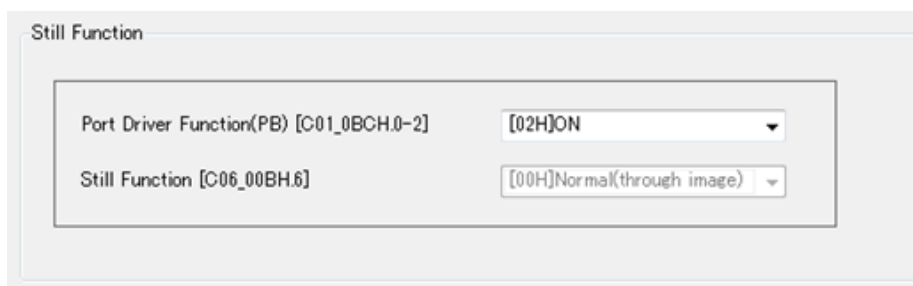 Still Function
Port Driver Function(PB) [C01_0BCH.0-2] [02H]ON
Still Function [C06_00BH.6] [00H]Normal(through image)